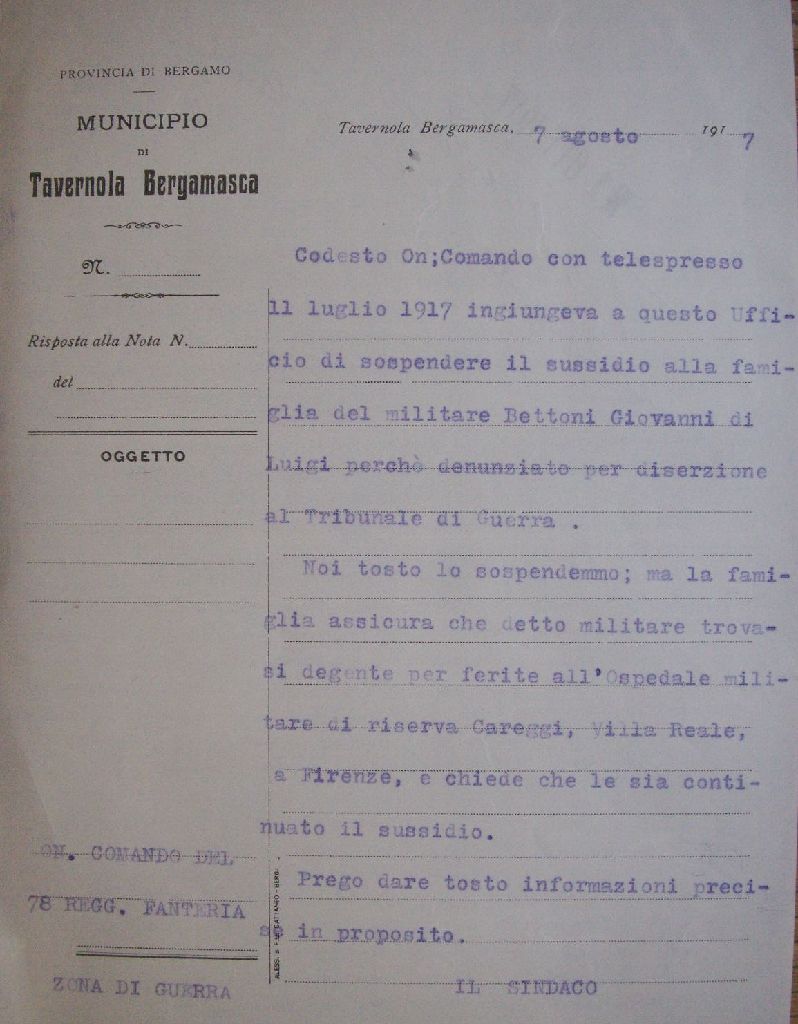 PROVINCIA DI BERGAMO
MUNICIPIO
DI
Tavernola Bergamasca
N.
Risposta alla Nota N.
del
OGGETTO
ON. COMANDO DEL
78 REGG. FANTERIA
ZONA DI GUERRA
Tavernola Bergamasca, 7 agosto 1917
Codesto On;Comando con telespresso
11 luglio 1917 ingiungeva a questo Uffi-
cio di sospendere il sussidio alla fami-
glia del militare Bettoni Giovanni di
Luigi perchè denunziato per diserzione
al Tribunale di Guerra .
Noi tosto lo sospendemmo; ma la fami-
glia assicura che detto militare trova-
si degente per ferite all'Ospedale mili-
tare di riserva Careggi, Villa Reale,
a Firenze, e chiede che le sia conti-
nuato il sussidio.
Prego dare tosto informazioni preci-
se in proposito.
IL SINDACO